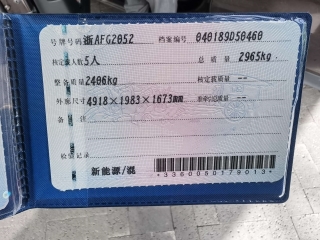 号牌号码 浙AFG2052 档案编号 040189D50460
核定载人数 5人 总质量 2965kg
整备质量 2406kg 核定载质量 --
外廓尺寸 4918×1983×1673mm 准牵引总质量 --
备注
检验记录
新能源/混
*3360050179013*